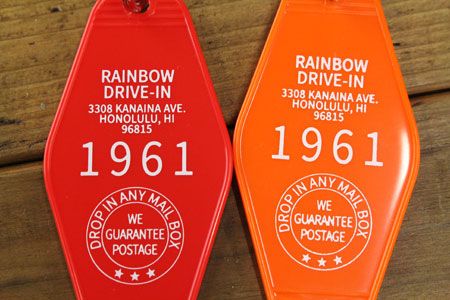 RAINBOW
DRIVE-IN
3308 KANAINA AVE.
HONOLULU, HI
96815
1961
DROP IN ANY MAIL BOX
WE
GUARANTEE
POSTAGE
RAINBOW
DRIVE-IN
3308 KANAINA AVE.
HONOLULU, HI
96815
1961
DROP IN ANY MAIL BOX
WE
GUARANTEE
POSTAGE